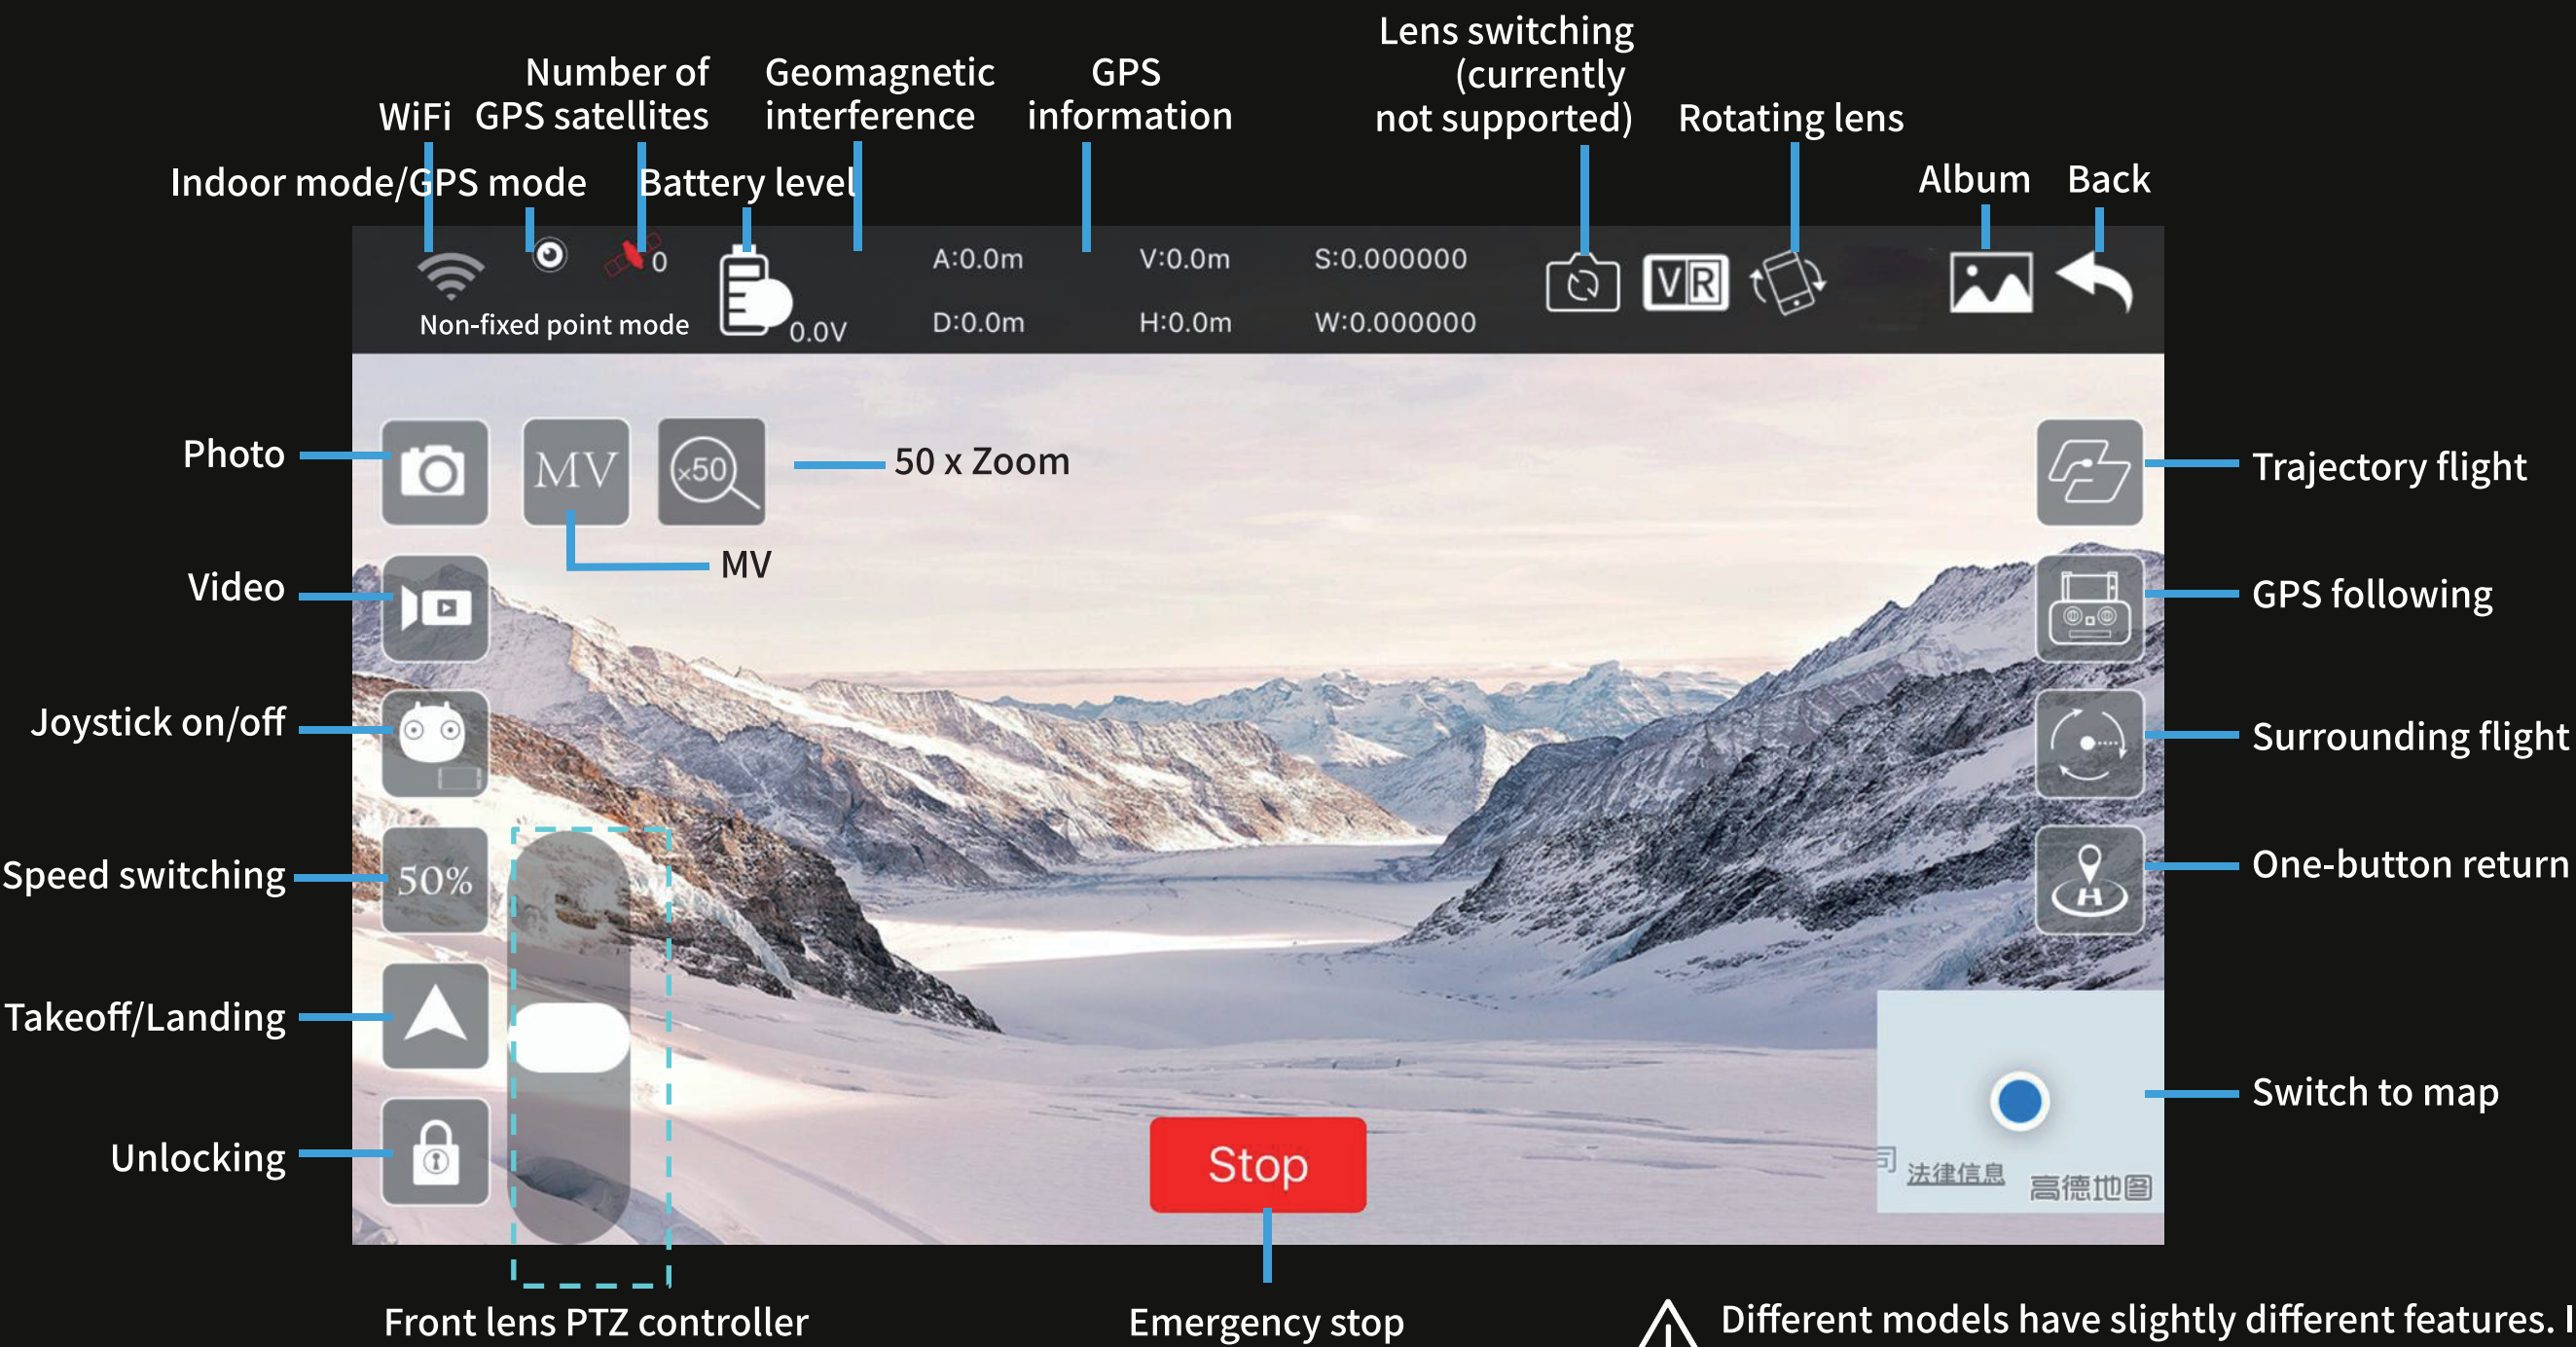 Lens switching
(currently
not supported)
Number of
GPS satellites
Geomagnetic
interference
GPS
information
WiFi
Rotating lens
Indoor mode/GPS mode
Battery level
Album
Back
0
Non-fixed point mode
0.0V
A:0.0m
V:0.0m
S:0.000000
D:0.0m
H:0.0m
W:0.000000
VR
Photo
MV
×50
50 x Zoom
Trajectory flight
MV
Video
GPS following
Joystick on/off
Surrounding flight
Speed switching
50%
One-button return
H
Takeoff/Landing
Switch to map
Unlocking
Stop
司
法律信息
高德地图
Front lens PTZ controller
Emergency stop
Different models have slightly different features. I